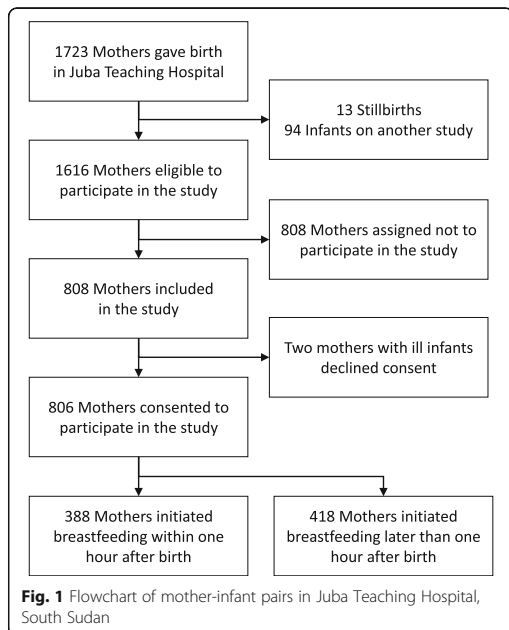 1723 Mothers gave birth
in Juba Teaching Hospital
13 Stillbirths
94 Infants on another study
1616 Mothers eligible to
participate in the study
808 Mothers assigned not to
participate in the study
808 Mothers included
in the study
Two mothers with ill infants
declined consent
806 Mothers consented to
participate in the study
388 Mothers initiated
breastfeeding within one
hour after birth
418 Mothers initiated
breastfeeding later than one
hour after birth
Fig. 1 Flowchart of mother-infant pairs in Juba Teaching Hospital,
South Sudan